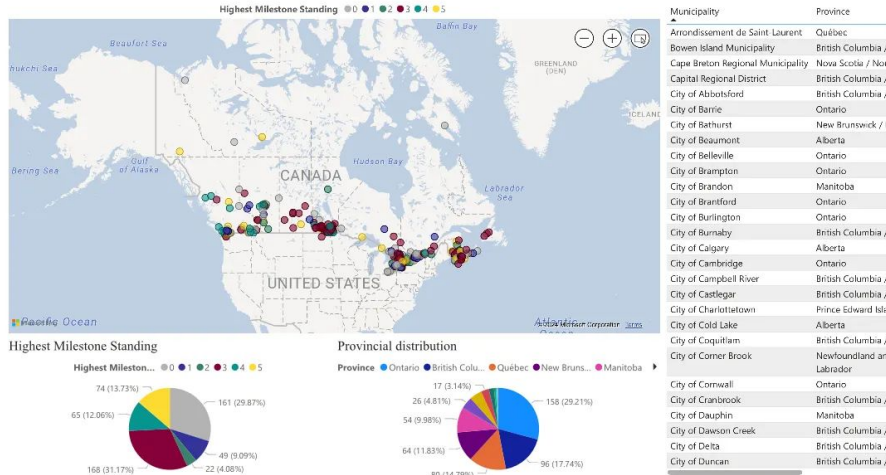 Highest Milestone Standing 0 1 2 3 4 5
Baffin Bay
Beaufort Sea
GREENLAND
(DEN)
hukchi Sea
ICELAN
Bering Sea
Gulf
of Alaska
Hudson Bay
CANADA
Labrador
Sea
UNITED STATES
Pacific Ocean
Atlantic
Ocean
© 2024 Microsoft Corporation Terms
Highest Milestone Standing
Highest Mileston... 0 1 2 3 4 5
74 (13.73%)
161 (29.87%)
65 (12.06%)
49 (9.09%)
22 (4.08%)
168 (31.17%)
Provincial distribution
Province Ontario British Colu... Québec New Bruns... Manitoba
17 (3.14%)
26 (4.81%)
158 (29.21%)
54 (9.98%)
64 (11.83%)
96 (17.74%)
80 (14.79%)
Municipality Province
Arrondissement de Saint-Laurent Québec
Bowen Island Municipality British Columbia /
Cape Breton Regional Municipality Nova Scotia / Nor
Capital Regional District British Columbia /
City of Abbotsford British Columbia /
City of Barrie Ontario
City of Bathurst New Brunswick /
City of Beaumont Alberta
City of Belleville Ontario
City of Brampton Ontario
City of Brandon Manitoba
City of Brantford Ontario
City of Burlington Ontario
City of Burnaby British Columbia /
City of Calgary Alberta
City of Cambridge Ontario
City of Campbell River British Columbia /
City of Castlegar British Columbia /
City of Charlottetown Prince Edward Isla
City of Cold Lake Alberta
City of Coquitlam British Columbia /
City of Corner Brook Newfoundland an
Labrador
City of Cornwall Ontario
City of Cranbrook British Columbia /
City of Dauphin Manitoba
City of Dawson Creek British Columbia /
City of Delta British Columbia /
City of Duncan British Columbia /